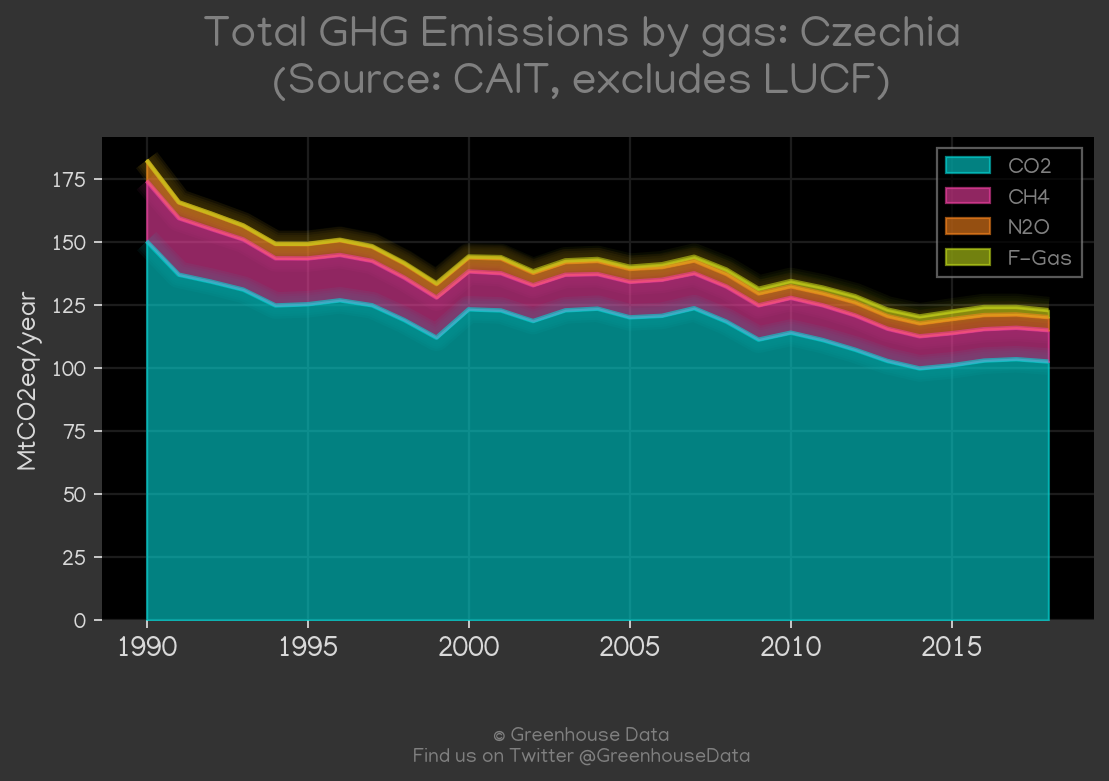 Total GHG Emissions by gas: Czechia
(Source: CAIT, excludes LUCF)
CO2
CH4
N2O
F-Gas
MtCO2eq/year
175
150
125
100
75
50
25
0
1990
1995
2000
2005
2010
2015
© Greenhouse Data
Find us on Twitter @GreenhouseData